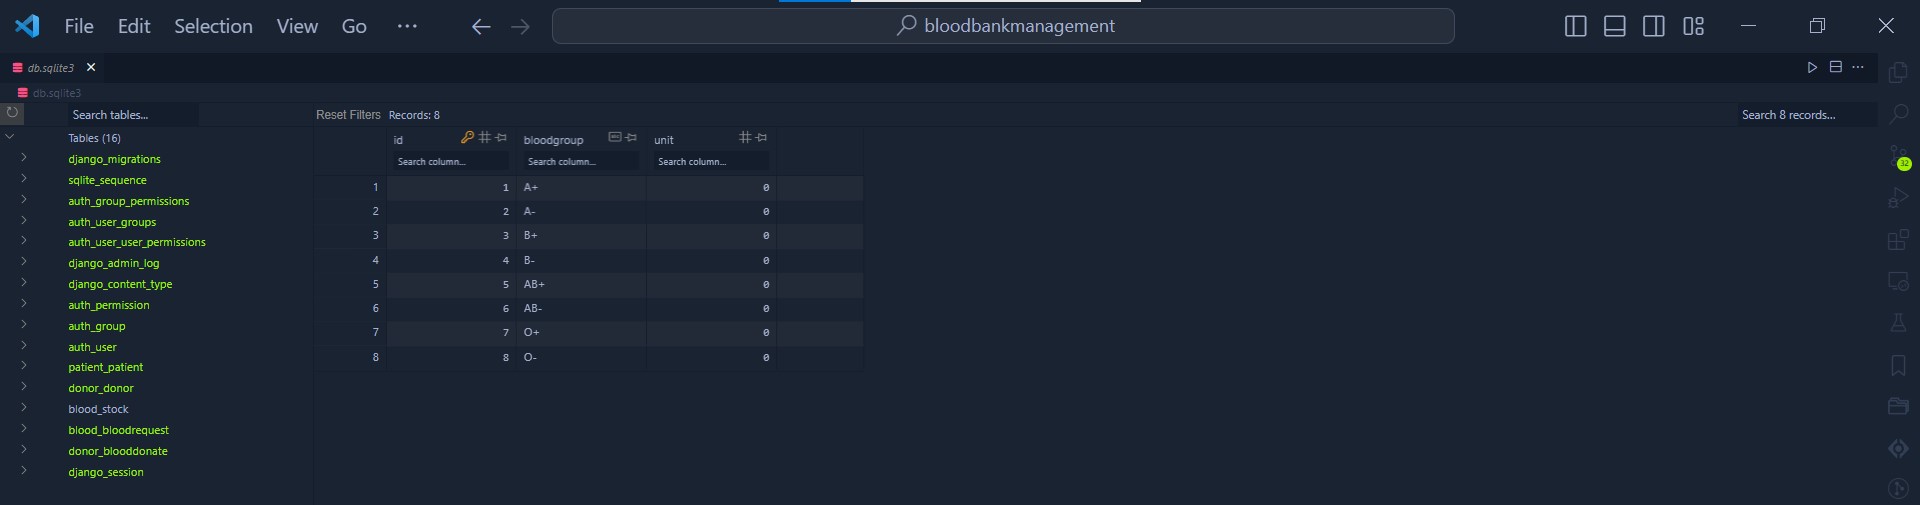 File Edit Selection View Go ··· bloodbankmanagement
db.sqlite3
db.sqlite3
Search tables... Reset Filters Records: 8 Search 8 records...
Tables (16)
django_migrations
sqlite_sequence
auth_group_permissions
auth_user_groups
auth_user_user_permissions
django_admin_log
django_content_type
auth_permission
auth_group
auth_user
patient_patient
donor_donor
blood_stock
blood_bloodrequest
donor_blooddonate
django_session
id bloodgroup unit
Search column... Search column... Search column...
1 1 A+ 0
2 2 A- 0
3 3 B+ 0
4 4 B- 0
5 5 AB+ 0
6 6 AB- 0
7 7 O+ 0
8 8 O- 0
32